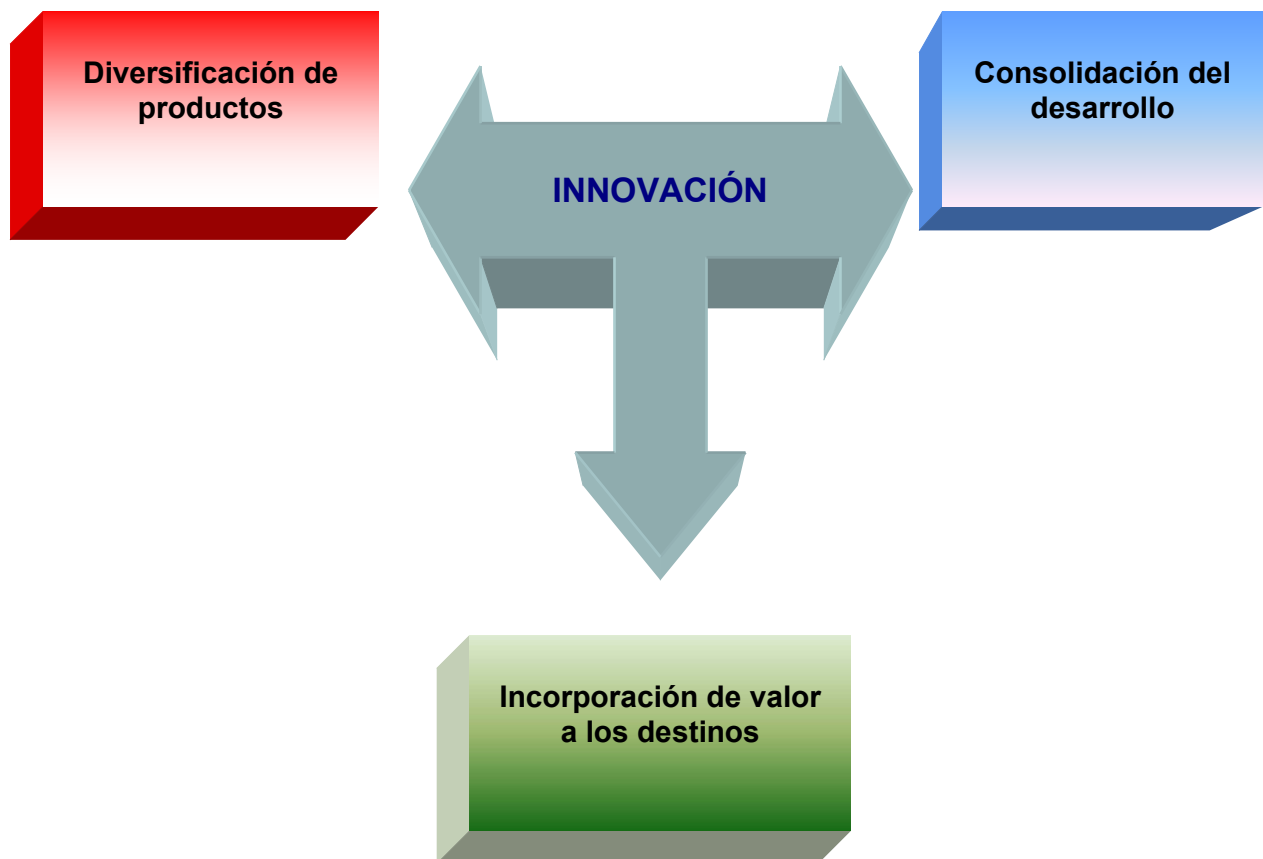 Diversificación de
productos
Consolidación del
desarrollo
INNOVACIÓN
Incorporación de valor
a los destinos